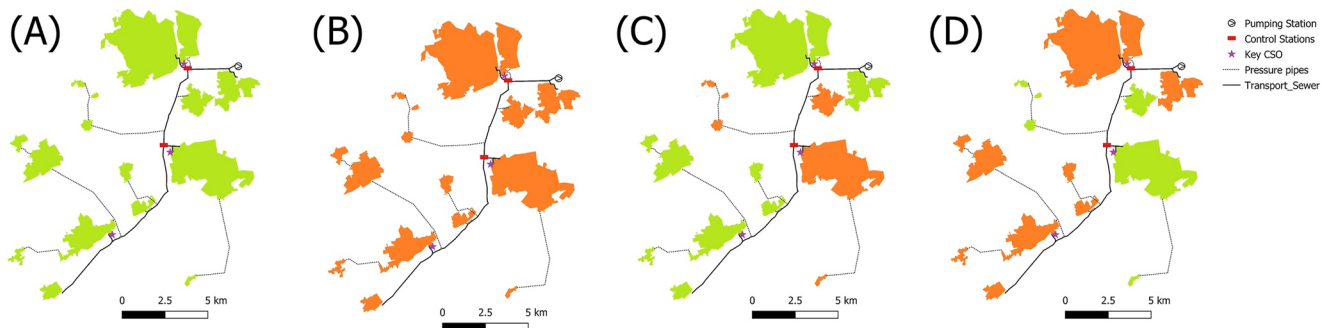 (A) (B) (C) (D)
Pumping Station
Control Stations
Key CSO
Pressure pipes
Transport_Sewer
0 2.5 5 km
0 2.5 5 km
0 2.5 5 km
0 2.5 5 km